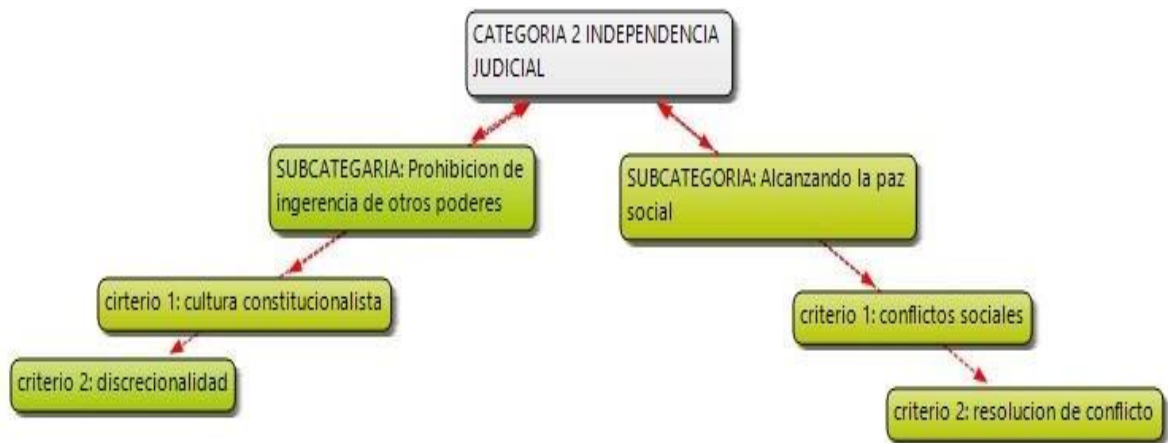 CATEGORIA 2 INDEPENDENCIA
JUDICIAL
SUBCATEGARIA: Prohibicion de
ingerencia de otros poderes
SUBCATEGORIA: Alcanzando la paz
social
cirterio 1: cultura constitucionalista
criterio 1: conflictos sociales
criterio 2: discrecionalidad
criterio 2: resolucion de conflicto